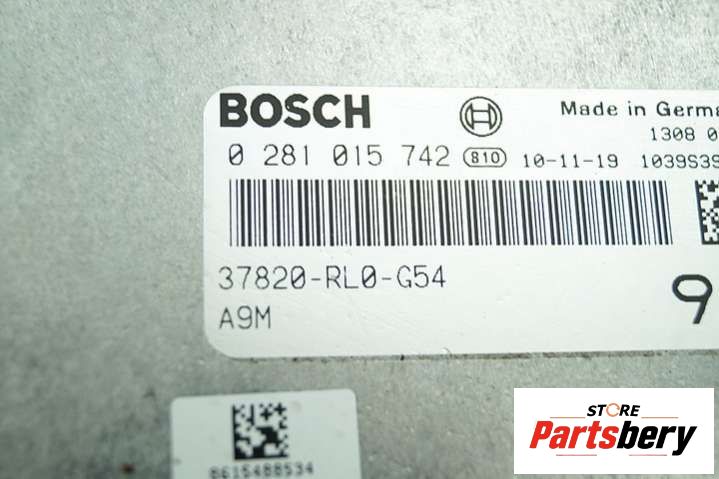 BOSCH
Made in Germa
1308 0
0 281 015 742 810 10-11-19 1039S39
37820-RL0-G54
A9M
9
8615488534
STORE
Partsbery